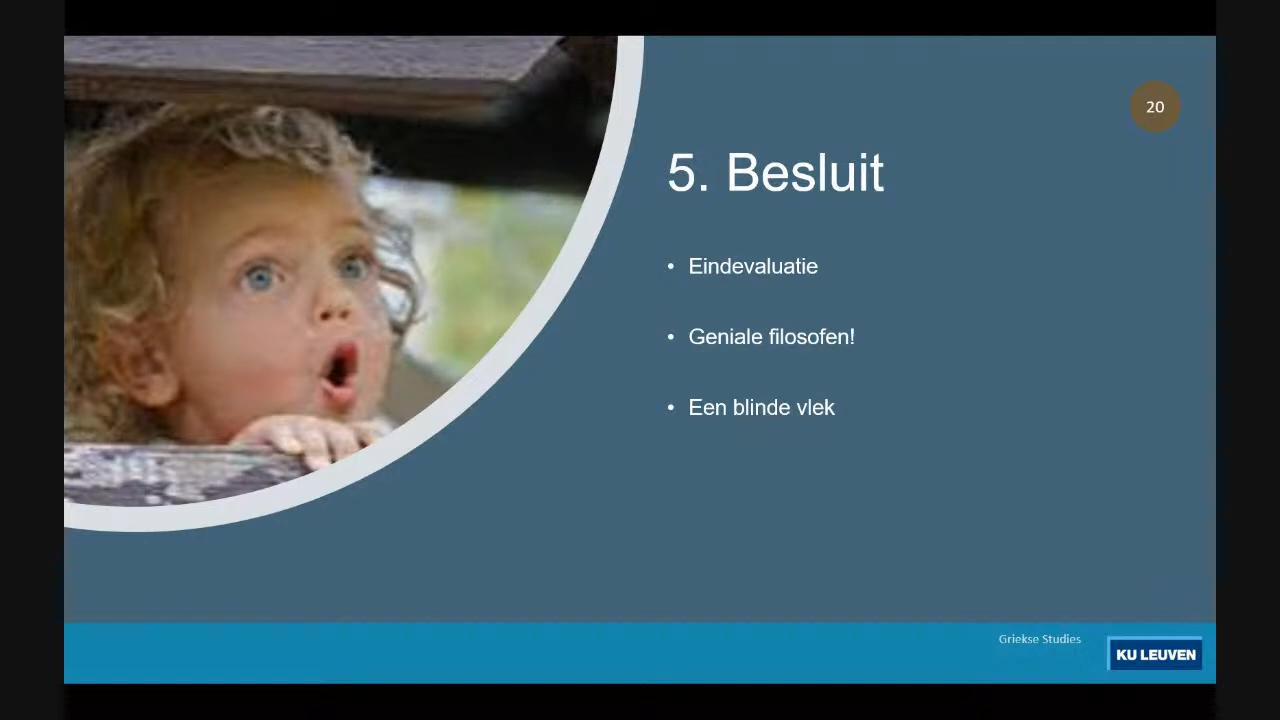 20
5. Besluit
• Eindevaluatie
• Geniale filosofen!
• Een blinde vlek
Griekse Studies
KU LEUVEN